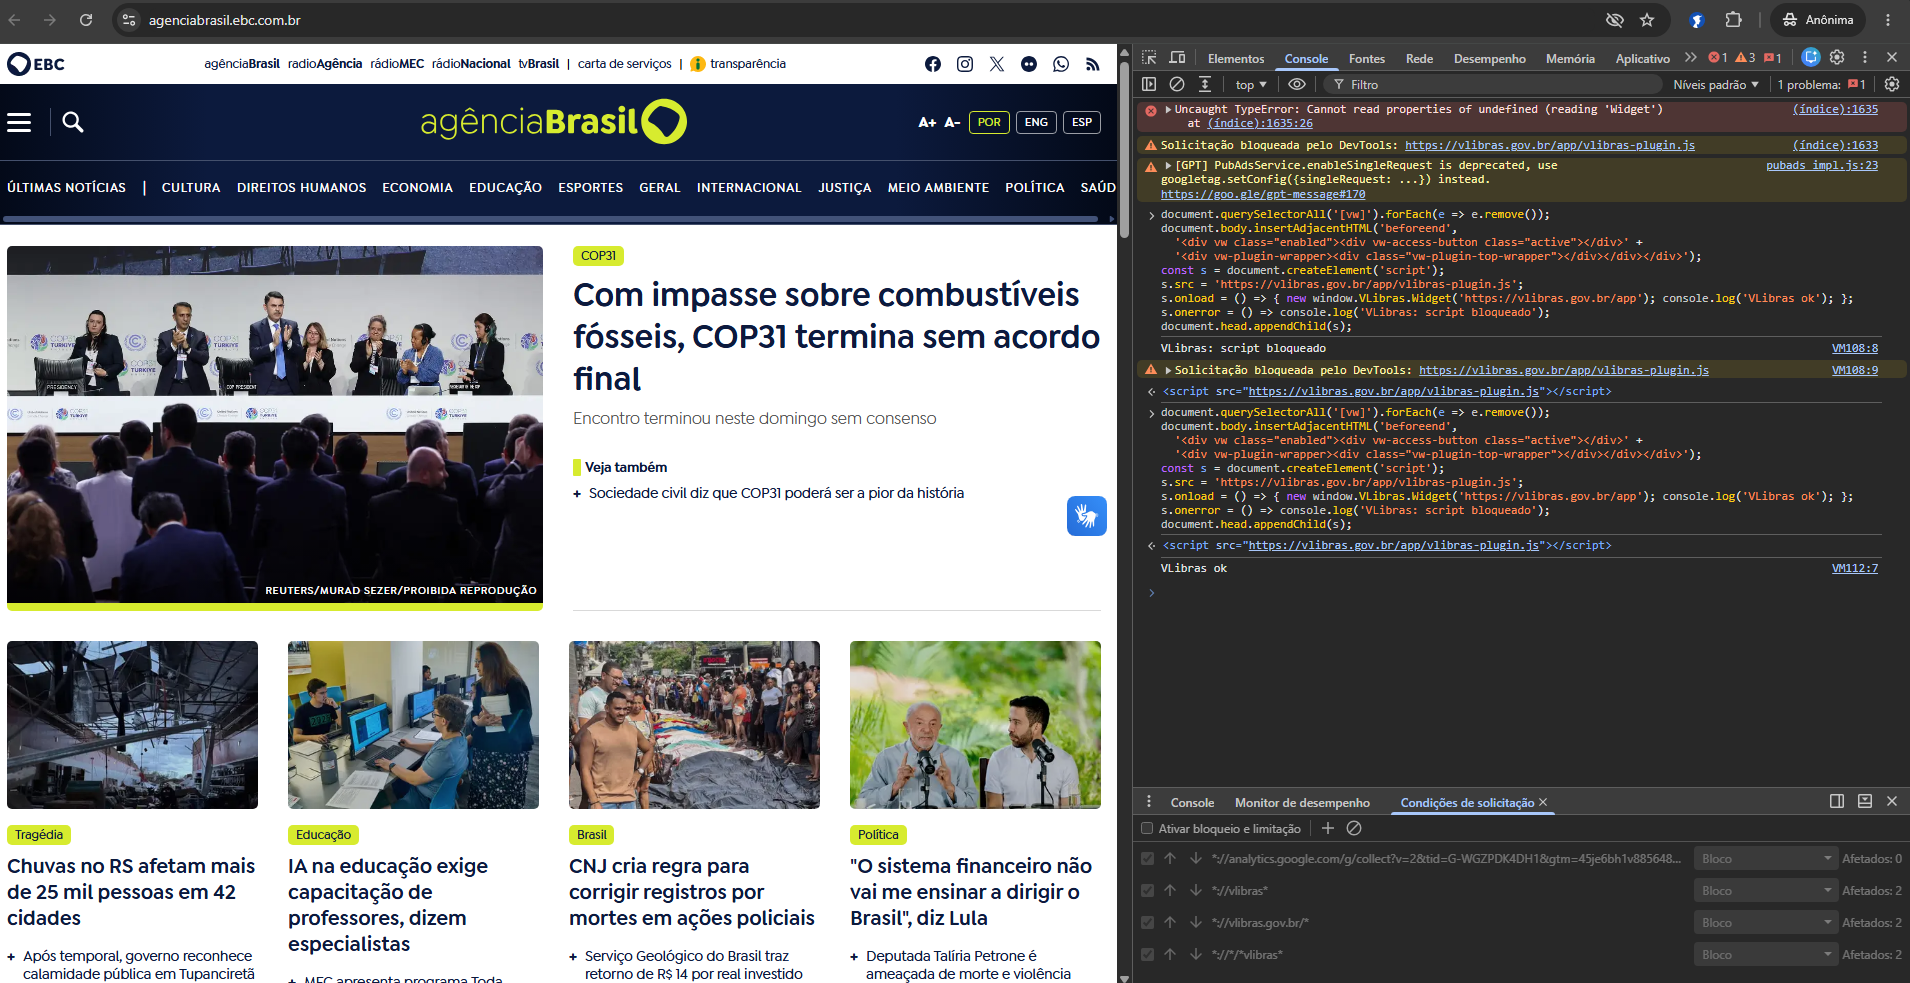 agenciabrasil.ebc.com.br
Anônima
EBC
agênciaBrasil radioAgência rádioMEC rádioNacional tvBrasil | carta de serviços | i transparência
agênciaBrasil
A+ A- POR ENG ESP
ÚLTIMAS NOTÍCIAS | CULTURA DIREITOS HUMANOS ECONOMIA EDUCAÇÃO ESPORTES GERAL INTERNACIONAL JUSTIÇA MEIO AMBIENTE POLÍTICA SAÚD
PRESIDENCY
COP PRESIDENT
REUTERS/MURAD SEZER/PROIBIDA REPRODUÇÃO
COP31
Com impasse sobre combustíveis
fósseis, COP31 termina sem acordo
final
Encontro terminou neste domingo sem consenso
Veja também
+ Sociedade civil diz que COP31 poderá ser a pior da história
Tragédia
Chuvas no RS afetam mais
de 25 mil pessoas em 42
cidades
+ Após temporal, governo reconhece
calamidade pública em Tupanciretã
Educação
IA na educação exige
capacitação de
professores, dizem
especialistas
+ MEC apresenta programa Toda
Brasil
CNJ cria regra para
corrigir registros por
mortes em ações policiais
+ Serviço Geológico do Brasil traz
retorno de R$ 14 por real investido
Política
"O sistema financeiro não
vai me ensinar a dirigir o
Brasil", diz Lula
+ Deputada Talíria Petrone é
ameaçada de morte e violência
Elementos Console Fontes Rede Desempenho Memória Aplicativo 1 3 1
top Filtro Níveis padrão 1 problema: 1
Uncaught TypeError: Cannot read properties of undefined (reading 'Widget') (índice):1635
at (índice):1635:26
Solicitação bloqueada pelo DevTools: https://vlibras.gov.br/app/vlibras-plugin.js (índice):1633
[GPT] PubAdsService.enableSingleRequest is deprecated, use pubads_impl.js:23
googletag.setConfig({singleRequest: ...}) instead.
https://goo.gle/gpt-message#170
document.querySelectorAll('[vw]').forEach(e => e.remove());
document.body.insertAdjacentHTML('beforeend',
'<div vw class="enabled"><div vw-access-button class="active"></div>' +
'<div vw-plugin-wrapper><div class="vw-plugin-top-wrapper"></div></div></div>');
const s = document.createElement('script');
s.src = 'https://vlibras.gov.br/app/vlibras-plugin.js';
s.onload = () => { new window.VLibras.Widget('https://vlibras.gov.br/app'); console.log('VLibras ok'); };
s.onerror = () => console.log('VLibras: script bloqueado');
document.head.appendChild(s);
VLibras: script bloqueado VM108:8
Solicitação bloqueada pelo DevTools: https://vlibras.gov.br/app/vlibras-plugin.js VM108:9
<script src="https://vlibras.gov.br/app/vlibras-plugin.js"></script>
document.querySelectorAll('[vw]').forEach(e => e.remove());
document.body.insertAdjacentHTML('beforeend',
'<div vw class="enabled"><div vw-access-button class="active"></div>' +
'<div vw-plugin-wrapper><div class="vw-plugin-top-wrapper"></div></div></div>');
const s = document.createElement('script');
s.src = 'https://vlibras.gov.br/app/vlibras-plugin.js';
s.onload = () => { new window.VLibras.Widget('https://vlibras.gov.br/app'); console.log('VLibras ok'); };
s.onerror = () => console.log('VLibras: script bloqueado');
document.head.appendChild(s);
<script src="https://vlibras.gov.br/app/vlibras-plugin.js"></script>
VLibras ok VM112:7
Console Monitor de desempenho Condições de solicitação
Ativar bloqueio e limitação
*://analytics.google.com/g/collect?v=2&tid=G-WGZPDK4DH1&gtm=45je6bh1v885648... Bloco Afetados: 0
*://vlibras* Bloco Afetados: 2
*://vlibras.gov.br/* Bloco Afetados: 2
*://*/*vlibras* Bloco Afetados: 2